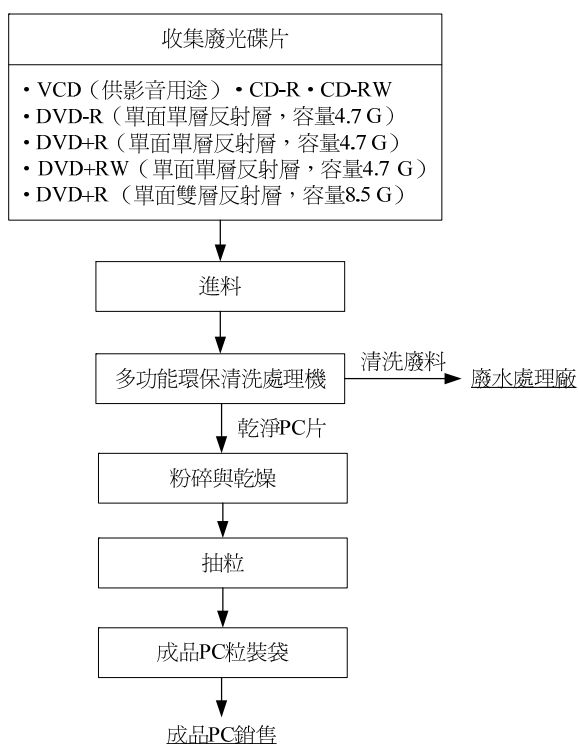 收集廢光碟片
・VCD（供影音用途）・CD-R・CD-RW
・DVD-R（單面單層反射層，容量4.7 G）
・DVD+R（單面單層反射層，容量4.7 G）
・DVD+RW（單面單層反射層，容量4.7 G）
・DVD+R（單面雙層反射層，容量8.5 G）
進料
多功能環保清洗處理機
清洗廢料
廢水處理廠
乾淨PC片
粉碎與乾燥
抽粒
成品PC粒裝袋
成品PC銷售